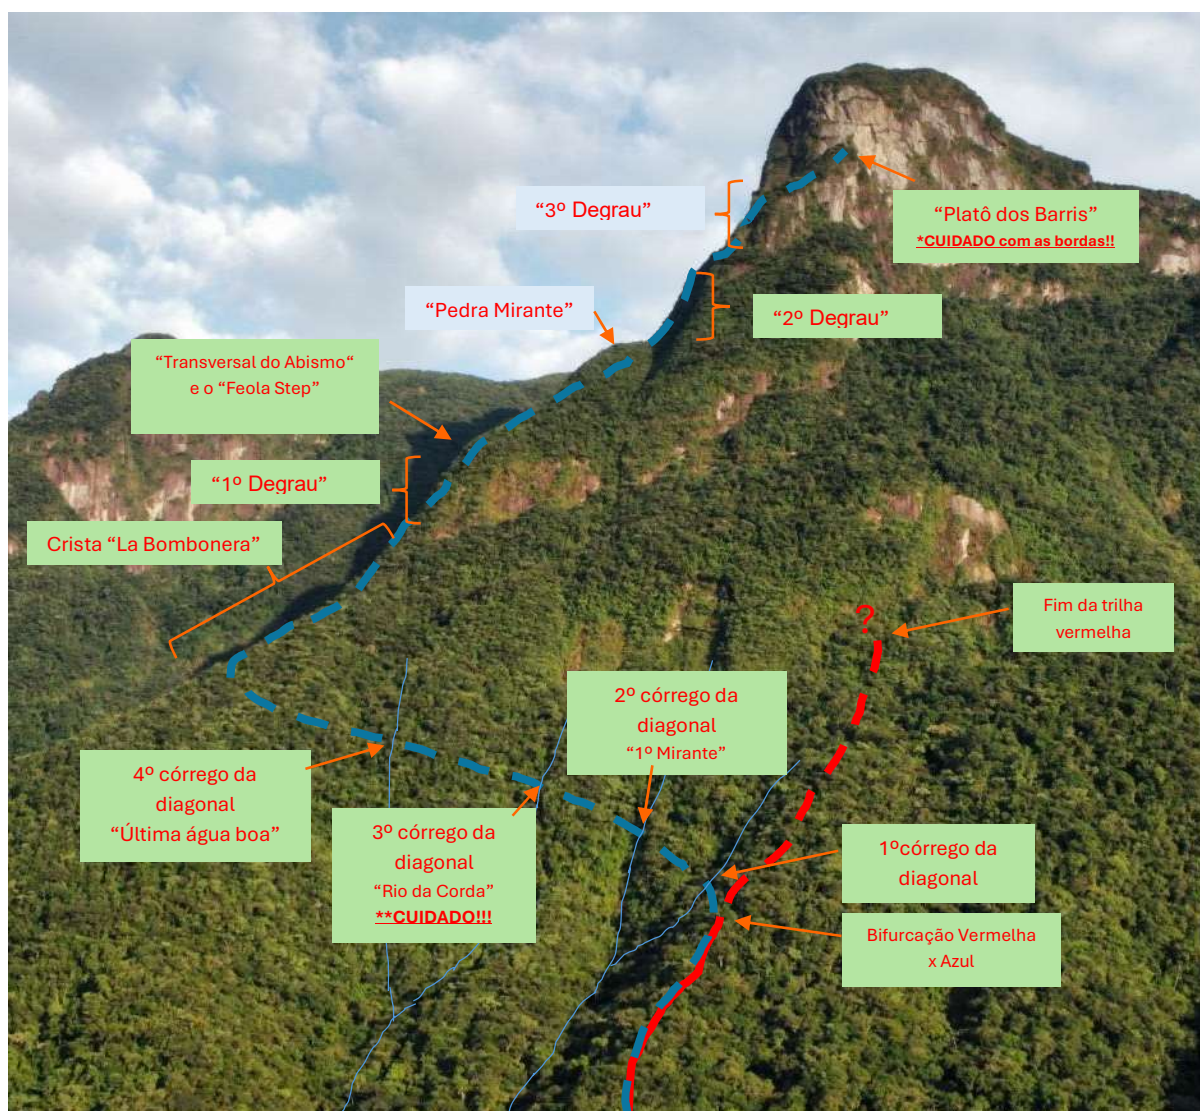 “3º Degrau”
“Platô dos Barris”
*CUIDADO com as bordas!!
“Pedra Mirante”
“2º Degrau”
“Transversal do Abismo“
e o “Feola Step”
“1º Degrau”
Crista “La Bombonera”
?
Fim da trilha
vermelha
2º córrego da
diagonal
“1º Mirante”
4º córrego da
diagonal
“Última água boa”
3º córrego da
diagonal
“Rio da Corda”
**CUIDADO!!!
1ºcórrego da
diagonal
Bifurcação Vermelha
x Azul